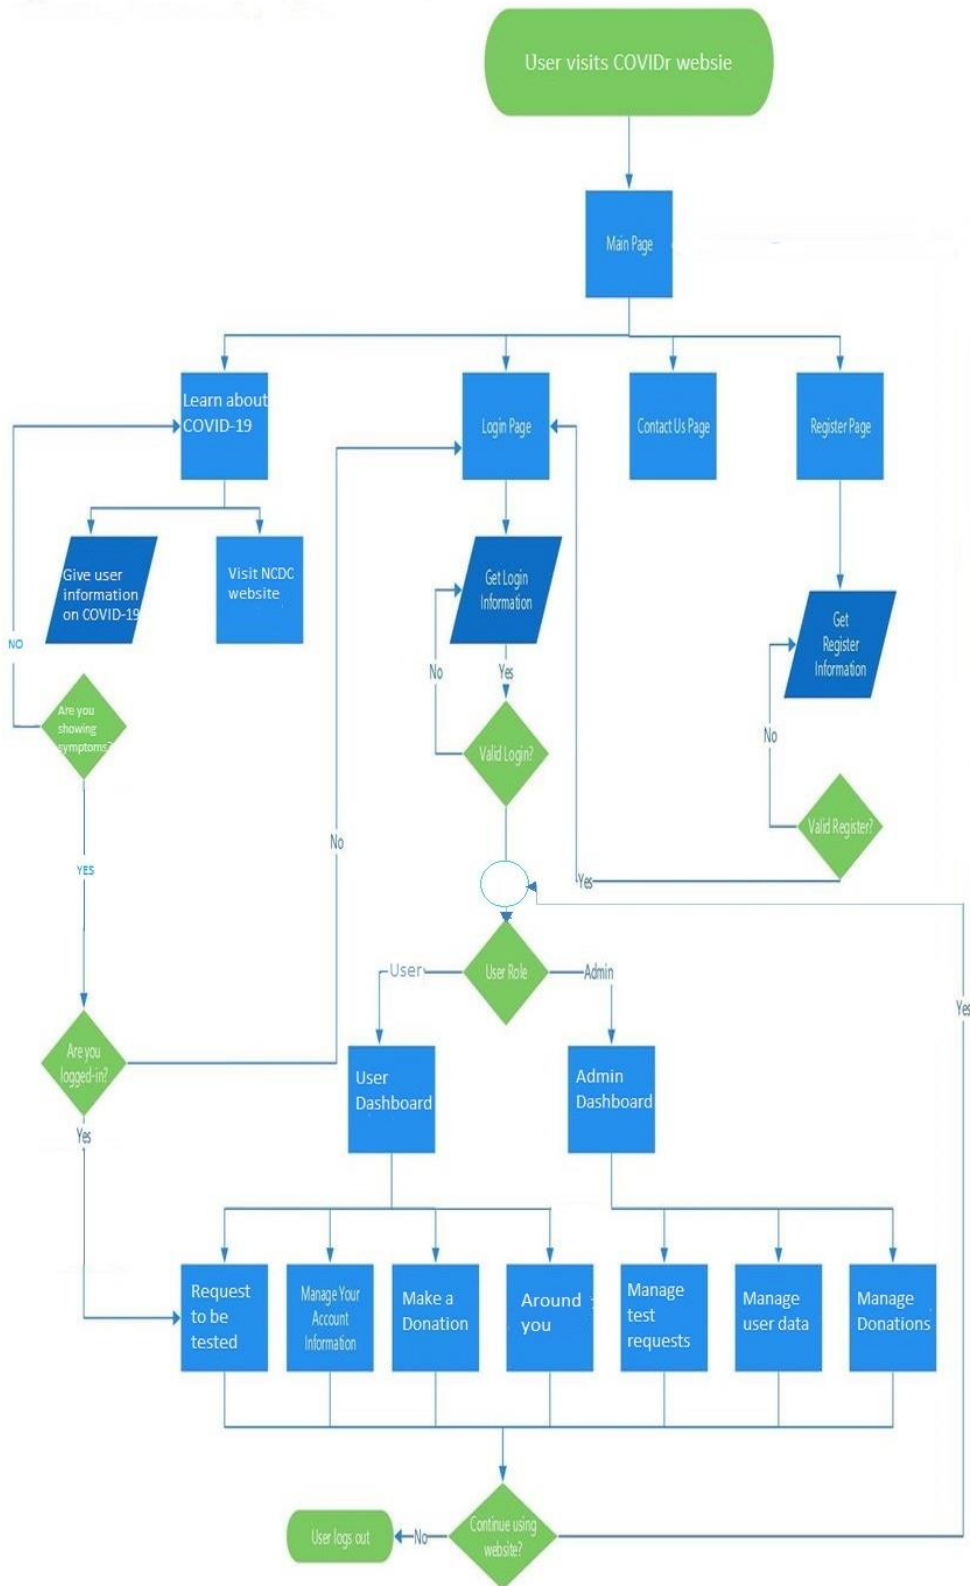 User visits COVIDr websie
Main Page
Learn about
COVID-19
Login Page
Contact Us Page
Register Page
Give user
information
on COVID-19
Visit NCDC
website
Get Login
Information
Get
Register
Information
NO
No
Yes
No
Are you
showing
symptoms?
Valid Login?
Valid Register?
YES
No
Yes
User Role
User
Admin
Yes
Are you
logged-in?
Yes
User
Dashboard
Admin
Dashboard
Request
to be
tested
Manage Your
Account
Information
Make a
Donation
Around
you
Manage
test
requests
Manage
user data
Manage
Donations
Continue using
website?
No
User logs out